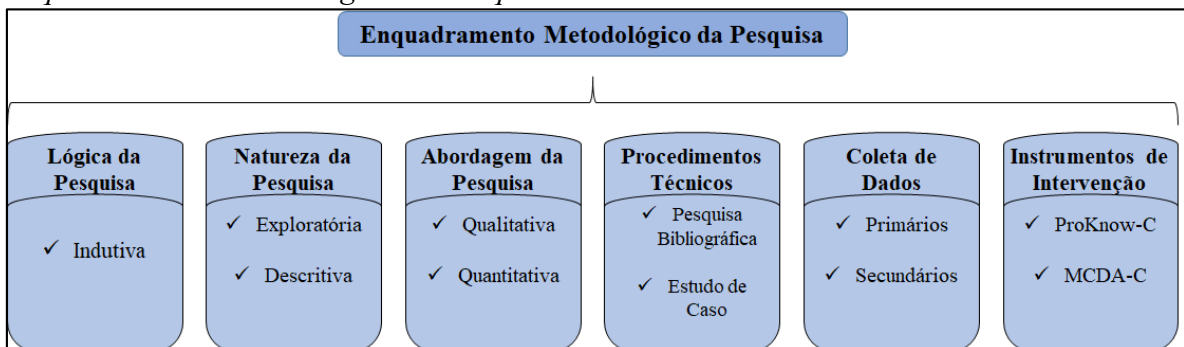 Enquadramento Metodológico da Pesquisa
Lógica da
Pesquisa
✓ Indutiva
Natureza da
Pesquisa
✓ Exploratória
✓ Descritiva
Abordagem da
Pesquisa
✓ Qualitativa
✓ Quantitativa
Procedimentos
Técnicos
✓ Pesquisa
Bibliográfica
✓ Estudo de
Caso
Coleta de
Dados
✓ Primários
✓ Secundários
Instrumentos de
Intervenção
✓ ProKnow-C
✓ MCDA-C